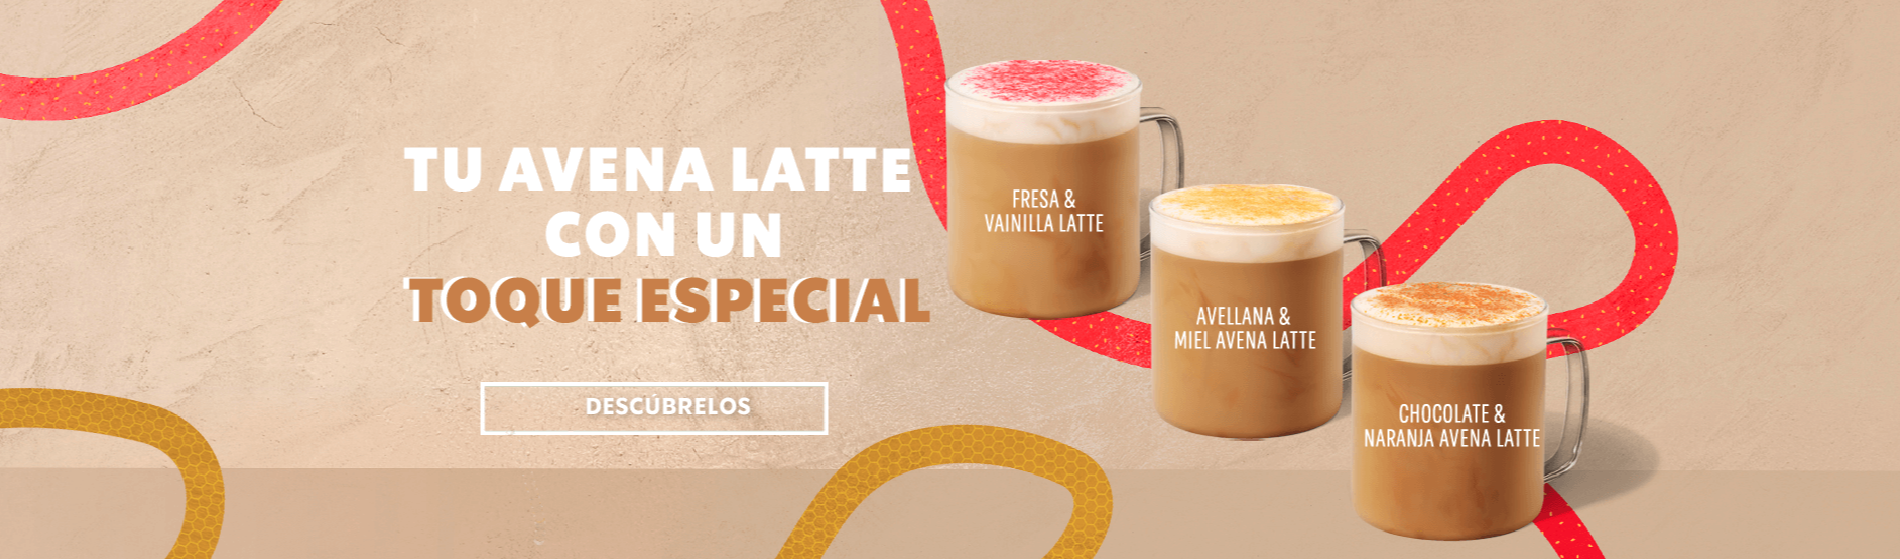 TU AVENA LATTE
CON UN
TOQUE ESPECIAL
DESCÚBRELOS
FRESA &
VAINILLA LATTE
AVELLANA &
MIEL AVENA LATTE
CHOCOLATE &
NARANJA AVENA LATTE